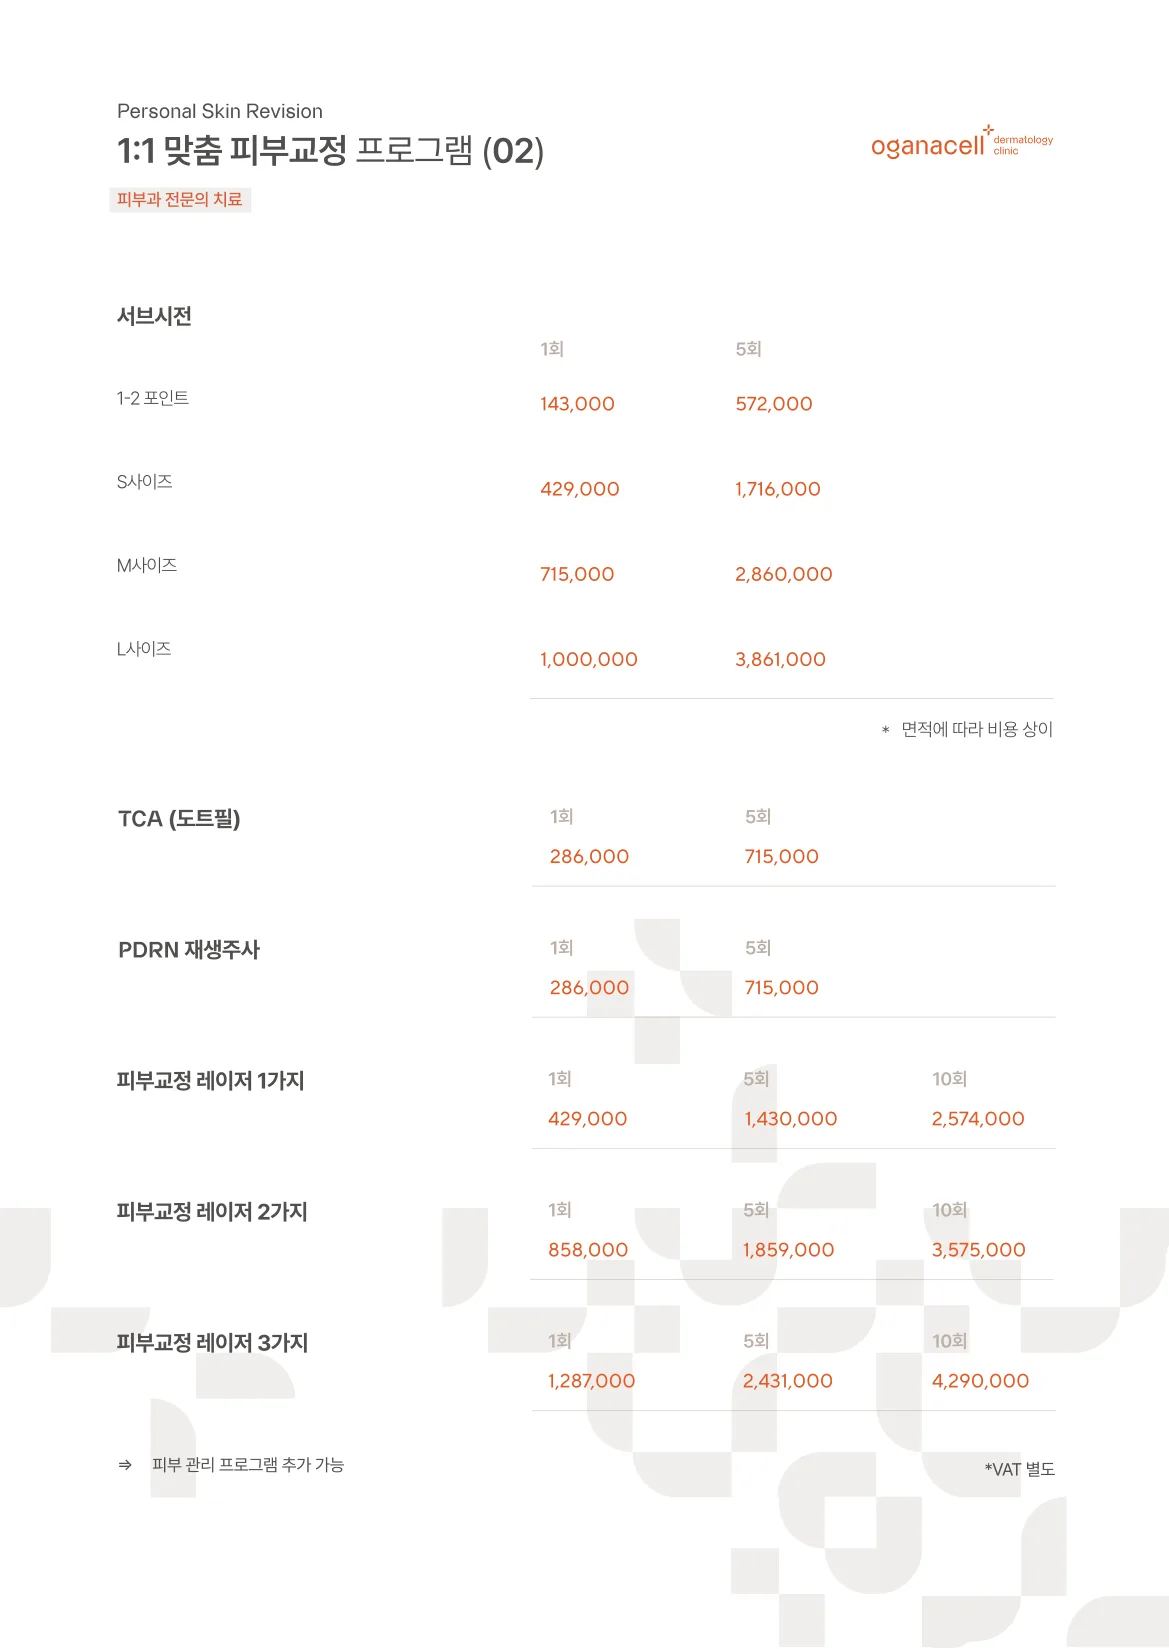 Personal Skin Revision
1:1 맞춤 피부교정 프로그램 (02)
oganacell dermatology clinic
피부과 전문의 치료
서브시전
1회 5회
1-2 포인트 143,000 572,000
S사이즈 429,000 1,716,000
M사이즈 715,000 2,860,000
L사이즈 1,000,000 3,861,000
* 면적에 따라 비용 상이
TCA (도트필) 1회 5회
286,000 715,000
PDRN 재생주사 1회 5회
286,000 715,000
피부교정 레이저 1가지 1회 5회 10회
429,000 1,430,000 2,574,000
피부교정 레이저 2가지 1회 5회 10회
858,000 1,859,000 3,575,000
피부교정 레이저 3가지 1회 5회 10회
1,287,000 2,431,000 4,290,000
⇒ 피부 관리 프로그램 추가 가능
*VAT 별도